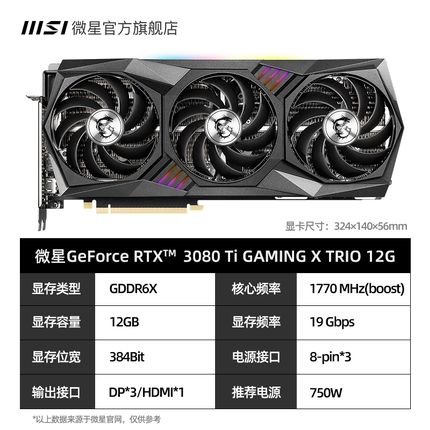 msi 微星官方旗舰店
显卡尺寸：324×140×56mm
微星GeForce RTX™ 3080 Ti GAMING X TRIO 12G
显存类型 GDDR6X 核心频率 1770 MHz(boost)
显存容量 12GB 显存频率 19 Gbps
显存位宽 384Bit 电源接口 8-pin*3
输出接口 DP*3/HDMI*1 推荐电源 750W
*以上数据来源于微星官网，仅供参考